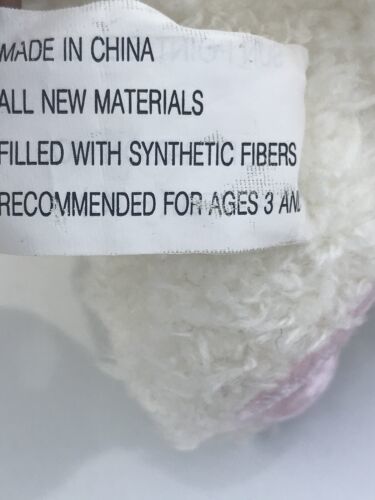 MADE IN CHINA
ALL NEW MATERIALS
FILLED WITH SYNTHETIC FIBERS
RECOMMENDED FOR AGES 3 AN